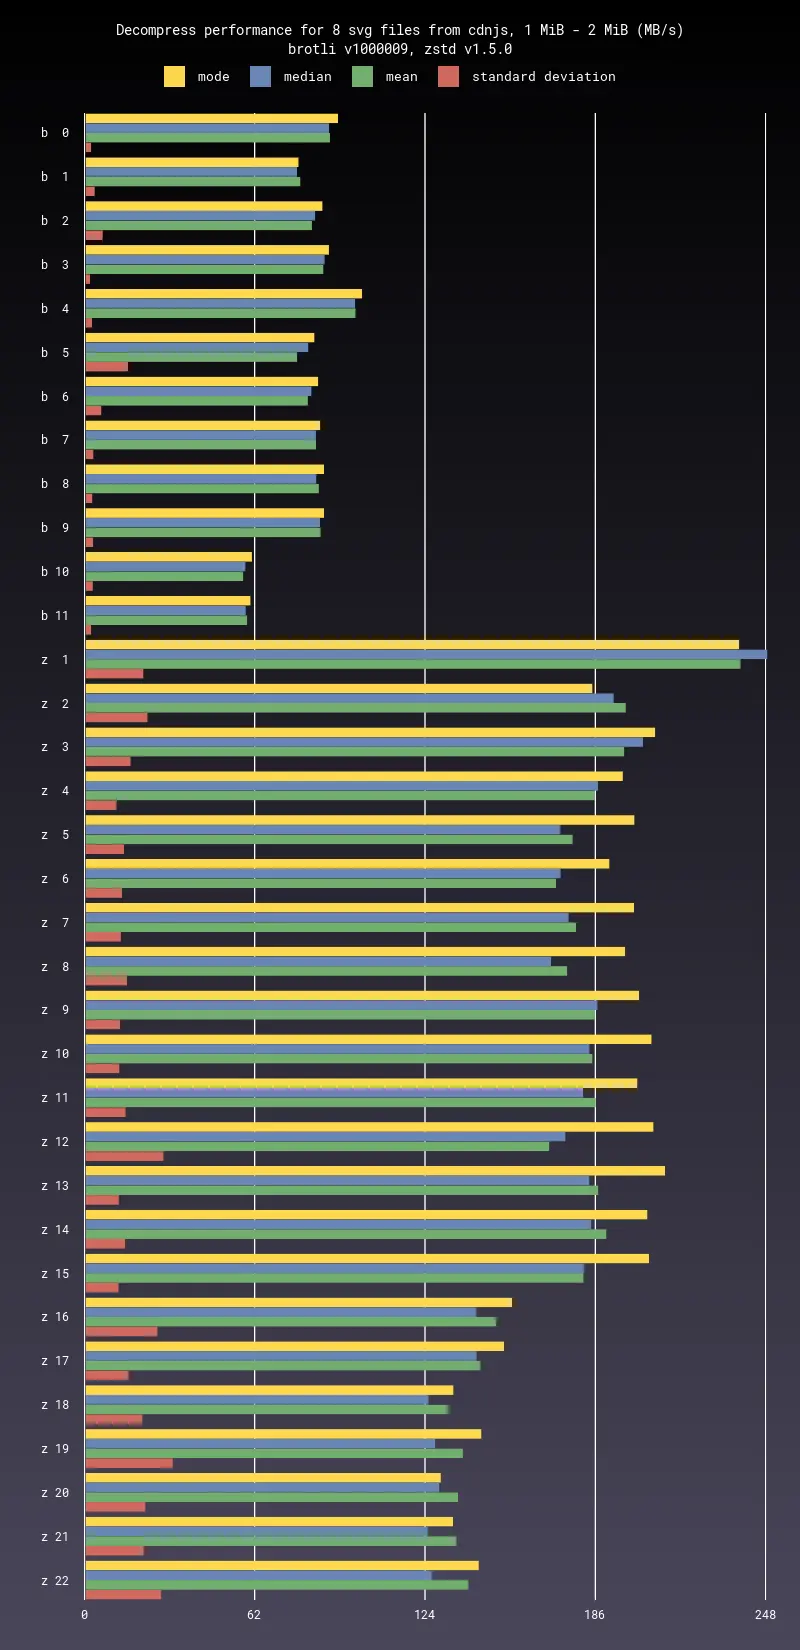 Decompress performance for 8 svg files from cdnjs, 1 MiB - 2 MiB (MB/s)
brotli v1000009, zstd v1.5.0
mode median mean standard deviation
b 0
b 1
b 2
b 3
b 4
b 5
b 6
b 7
b 8
b 9
b 10
b 11
z 1
z 2
z 3
z 4
z 5
z 6
z 7
z 8
z 9
z 10
z 11
z 12
z 13
z 14
z 15
z 16
z 17
z 18
z 19
z 20
z 21
z 22
0 62 124 186 248